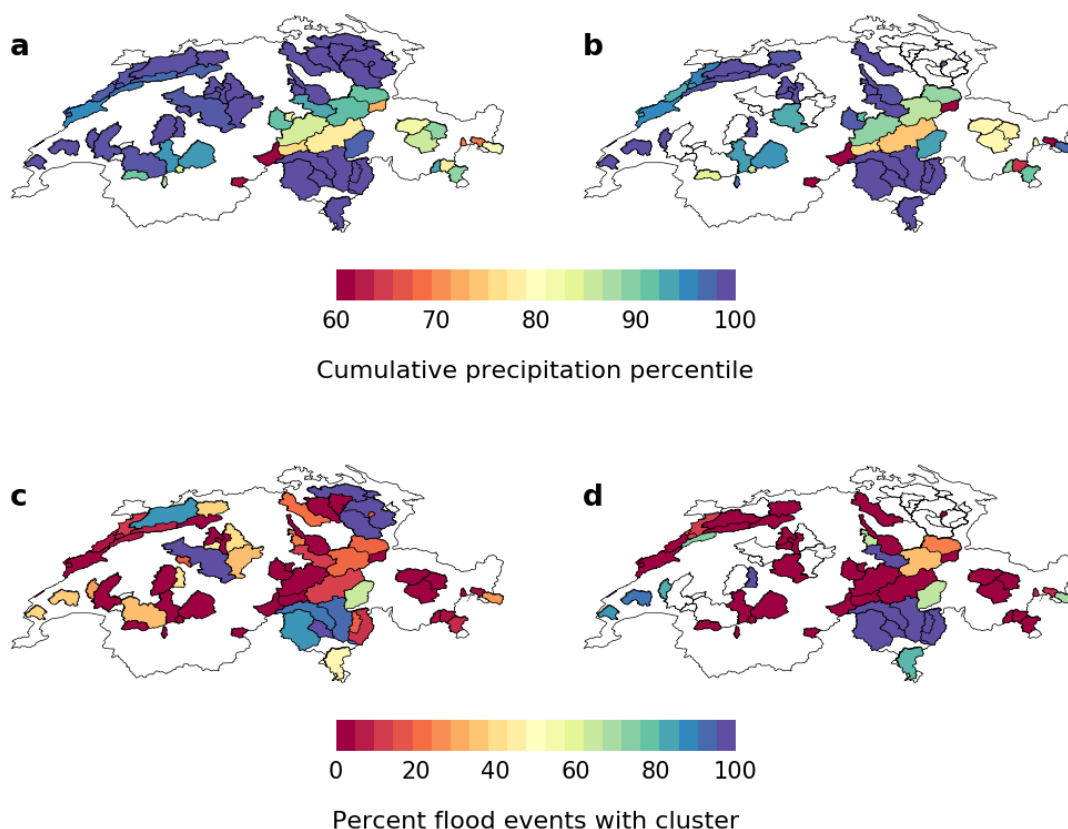 a b
60 70 80 90 100
Cumulative precipitation percentile
c d
0 20 40 60 80 100
Percent flood events with cluster